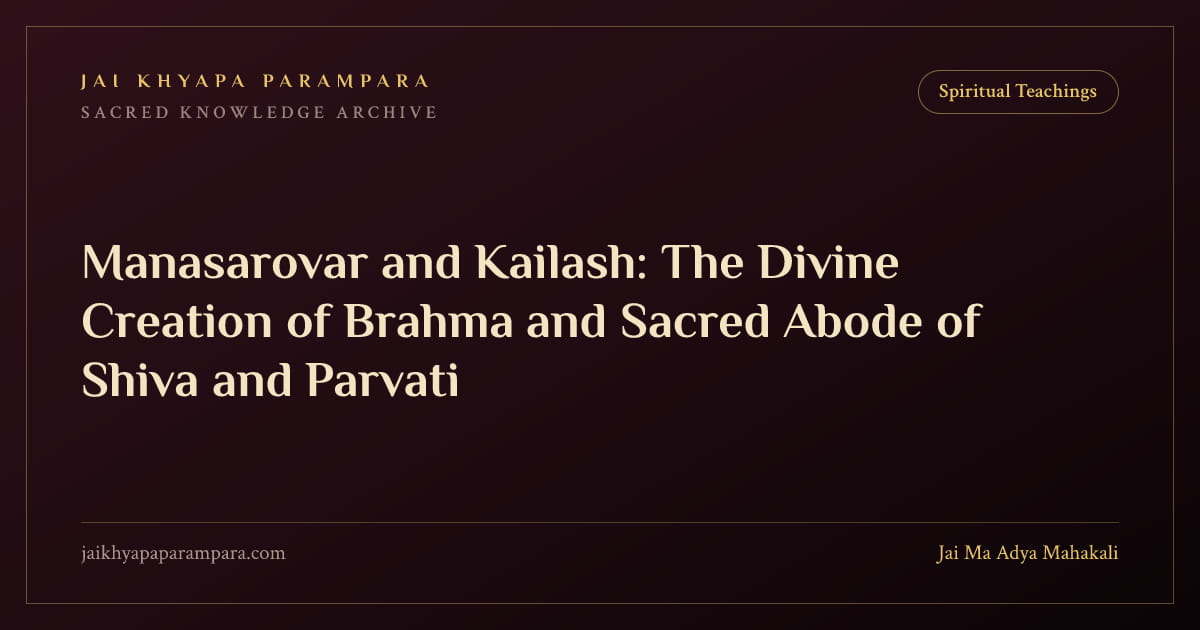 JAI KHYAPA PARAMPARA
SACRED KNOWLEDGE ARCHIVE
Spiritual Teachings
Manasarovar and Kailash: The Divine
Creation of Brahma and Sacred Abode of
Shiva and Parvati
jaikhyapaparampara.com
Jai Ma Adya Mahakali